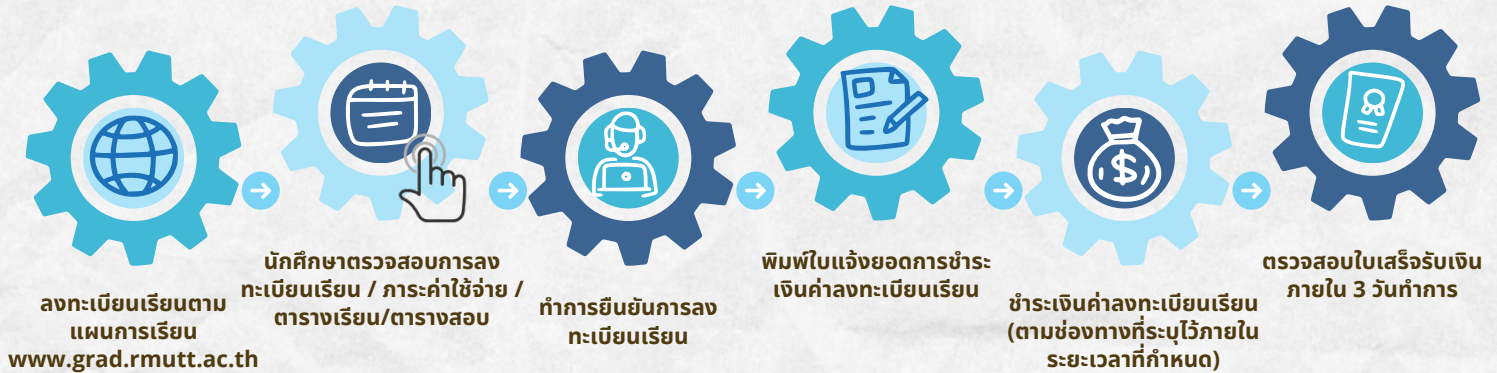 ลงทะเบียนเรียนตาม
แผนการเรียน
www.grad.rmutt.ac.th
นักศึกษาตรวจสอบการลง
ทะเบียนเรียน / ภาระค่าใช้จ่าย /
ตารางเรียน/ตารางสอบ
ทำการยืนยันการลง
ทะเบียนเรียน
พิมพ์ใบแจ้งยอดการชำระ
เงินค่าลงทะเบียนเรียน
ชำระเงินค่าลงทะเบียนเรียน
(ตามช่องทางที่ระบุไว้ภายใน
ระยะเวลาที่กำหนด)
ตรวจสอบใบเสร็จรับเงิน
ภายใน 3 วันทำการ